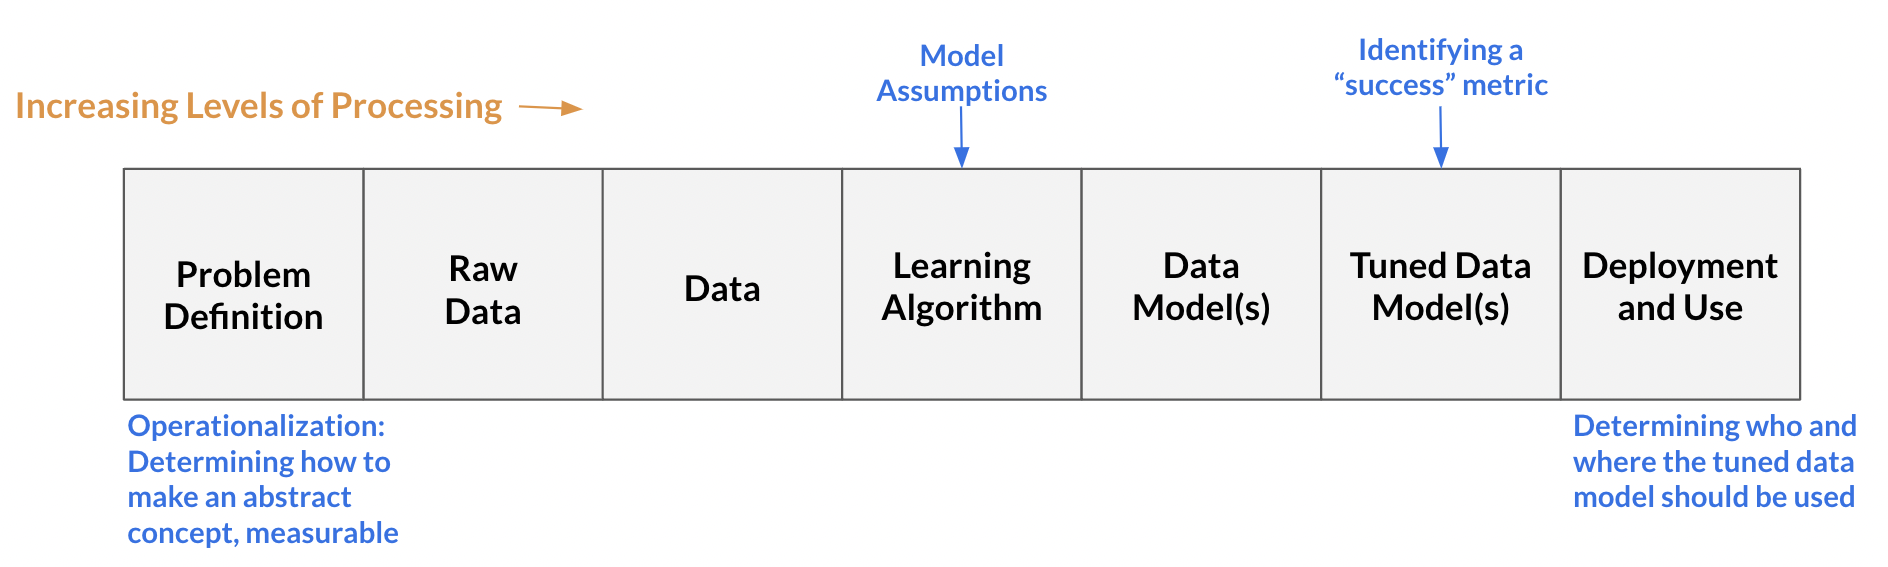 Increasing Levels of Processing
Model
Assumptions
Identifying a
“success” metric
Problem
Definition
Raw
Data
Data
Learning
Algorithm
Data
Model(s)
Tuned Data
Model(s)
Deployment
and Use
Operationalization:
Determining how to
make an abstract
concept, measurable
Determining who and
where the tuned data
model should be used